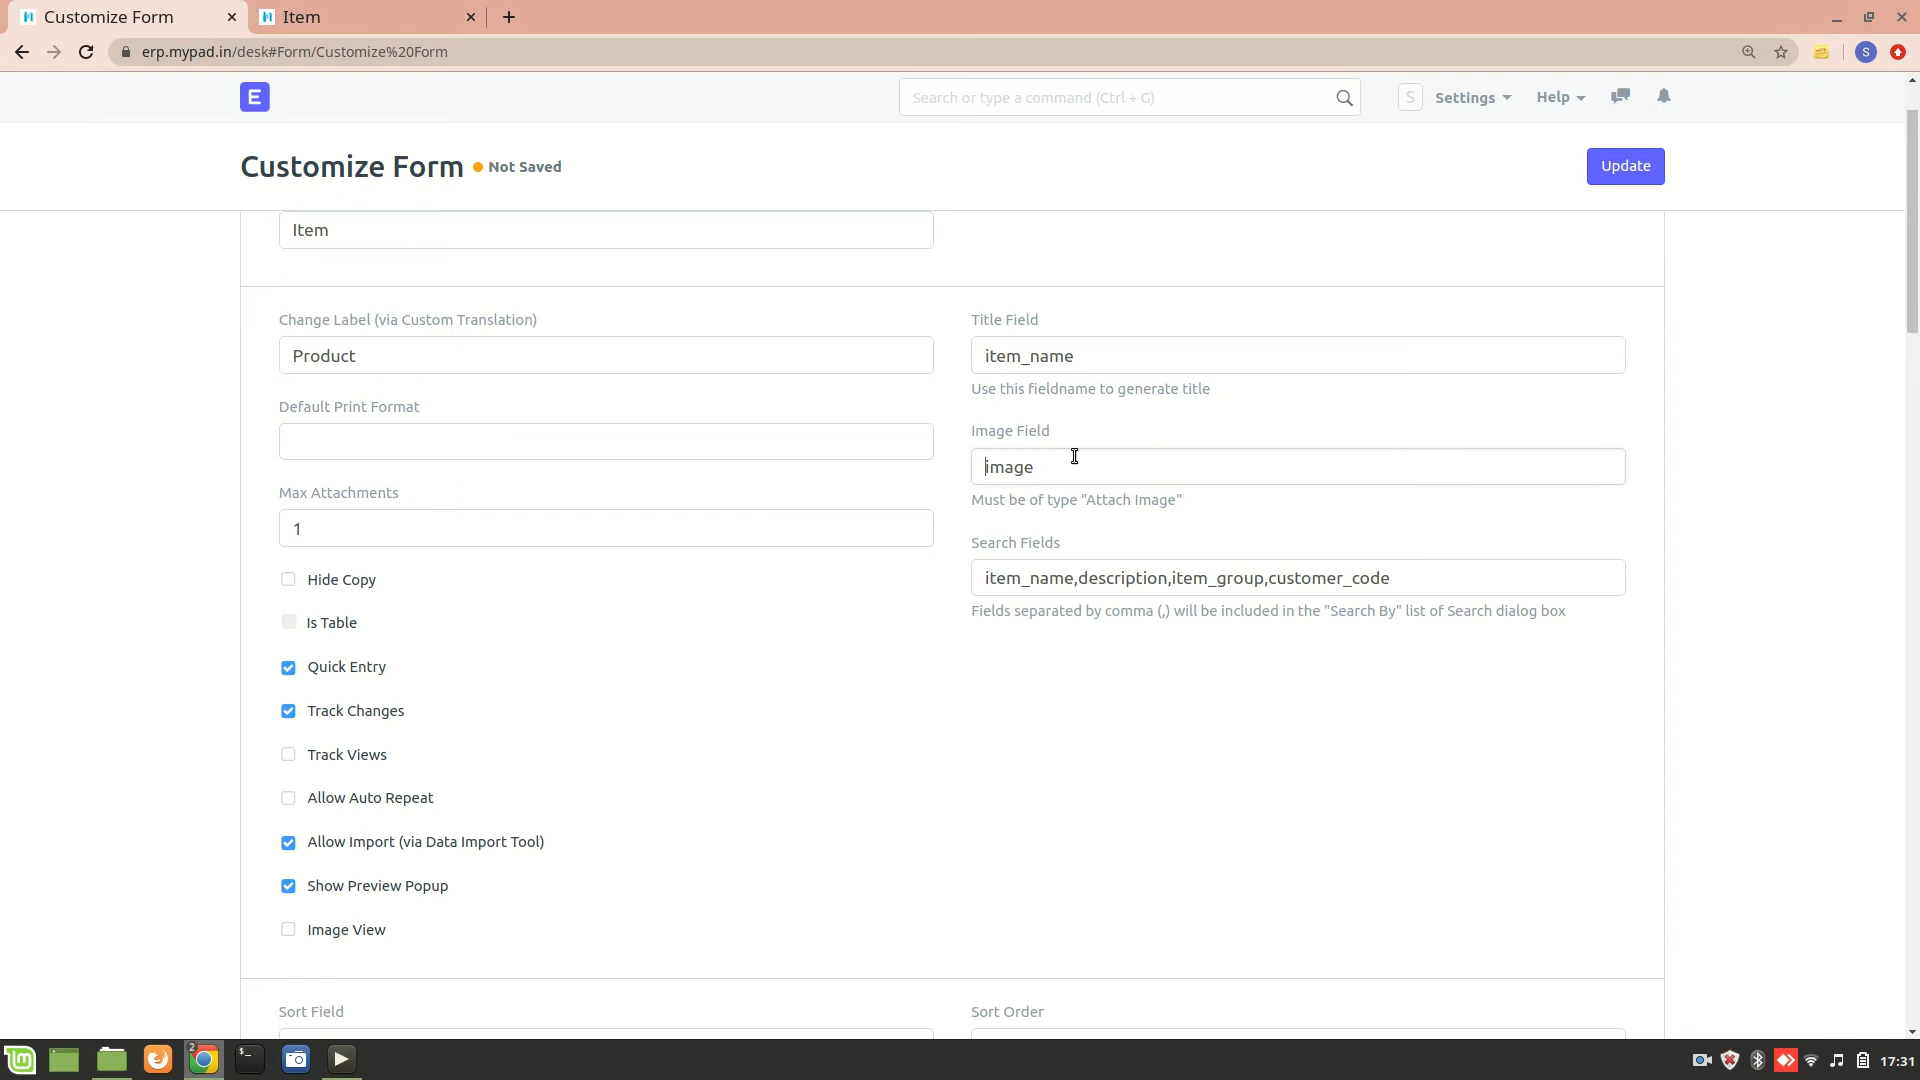 Customize Form
Item
erp.mypad.in/desk#Form/Customize%20Form
S
E
Search or type a command (Ctrl + G)
S
Settings
Help
Customize Form
Not Saved
Update
Item
Change Label (via Custom Translation)
Product
Default Print Format
Max Attachments
1
Hide Copy
Is Table
Quick Entry
Track Changes
Track Views
Allow Auto Repeat
Allow Import (via Data Import Tool)
Show Preview Popup
Image View
Title Field
item_name
Use this fieldname to generate title
Image Field
image
Must be of type "Attach Image"
Search Fields
item_name,description,item_group,customer_code
Fields separated by comma (,) will be included in the "Search By" list of Search dialog box
Sort Field
Sort Order
2
17:31